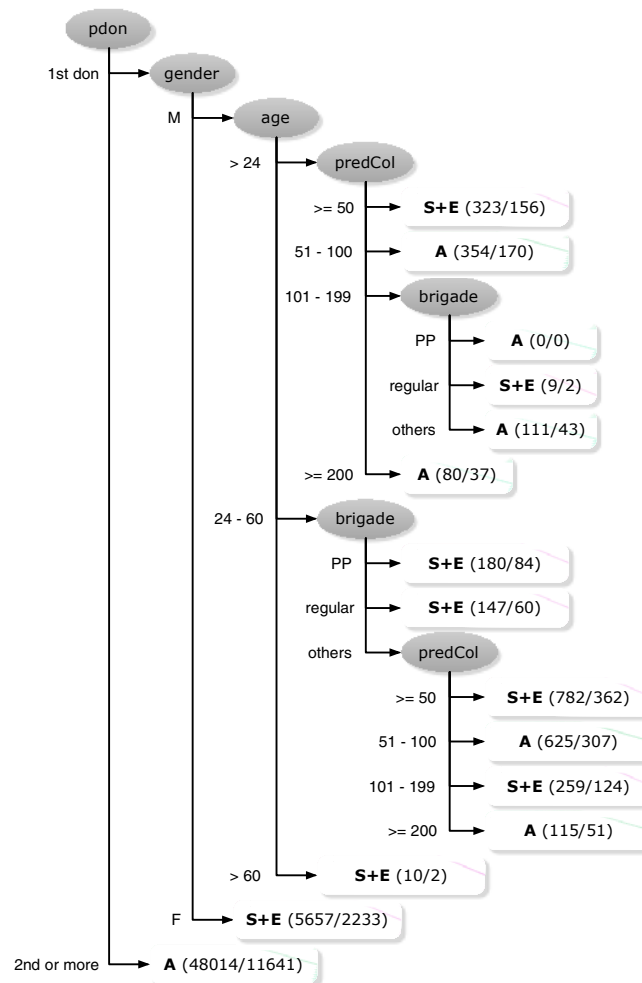 pdon
1st don
gender
M
age
> 24
predCol
>= 50
S+E (323/156)
51 - 100
A (354/170)
101 - 199
brigade
PP
A (0/0)
regular
S+E (9/2)
others
A (111/43)
>= 200
A (80/37)
24 - 60
brigade
PP
S+E (180/84)
regular
S+E (147/60)
others
predCol
>= 50
S+E (782/362)
51 - 100
A (625/307)
101 - 199
S+E (259/124)
>= 200
A (115/51)
> 60
S+E (10/2)
F
S+E (5657/2233)
2nd or more
A (48014/11641)